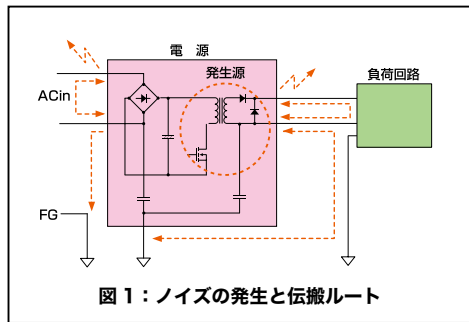 電 源
発生源
負荷回路
ACin
FG
図1：ノイズの発生と伝搬ルート